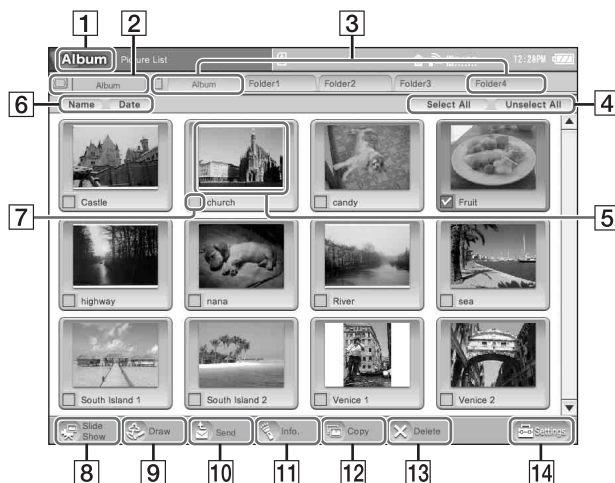 1 2 3
Album Picture List 12:28PM
Album Album Folder1 Folder2 Folder3 Folder4
6 Name Date Select All Unselect All 4
Castle church candy Fruit
7 5
highway nana River sea
South Island 1 South Island 2 Venice 1 Venice 2
Slide Show Draw Send Info. Copy Delete Settings
8 9 10 11 12 13 14